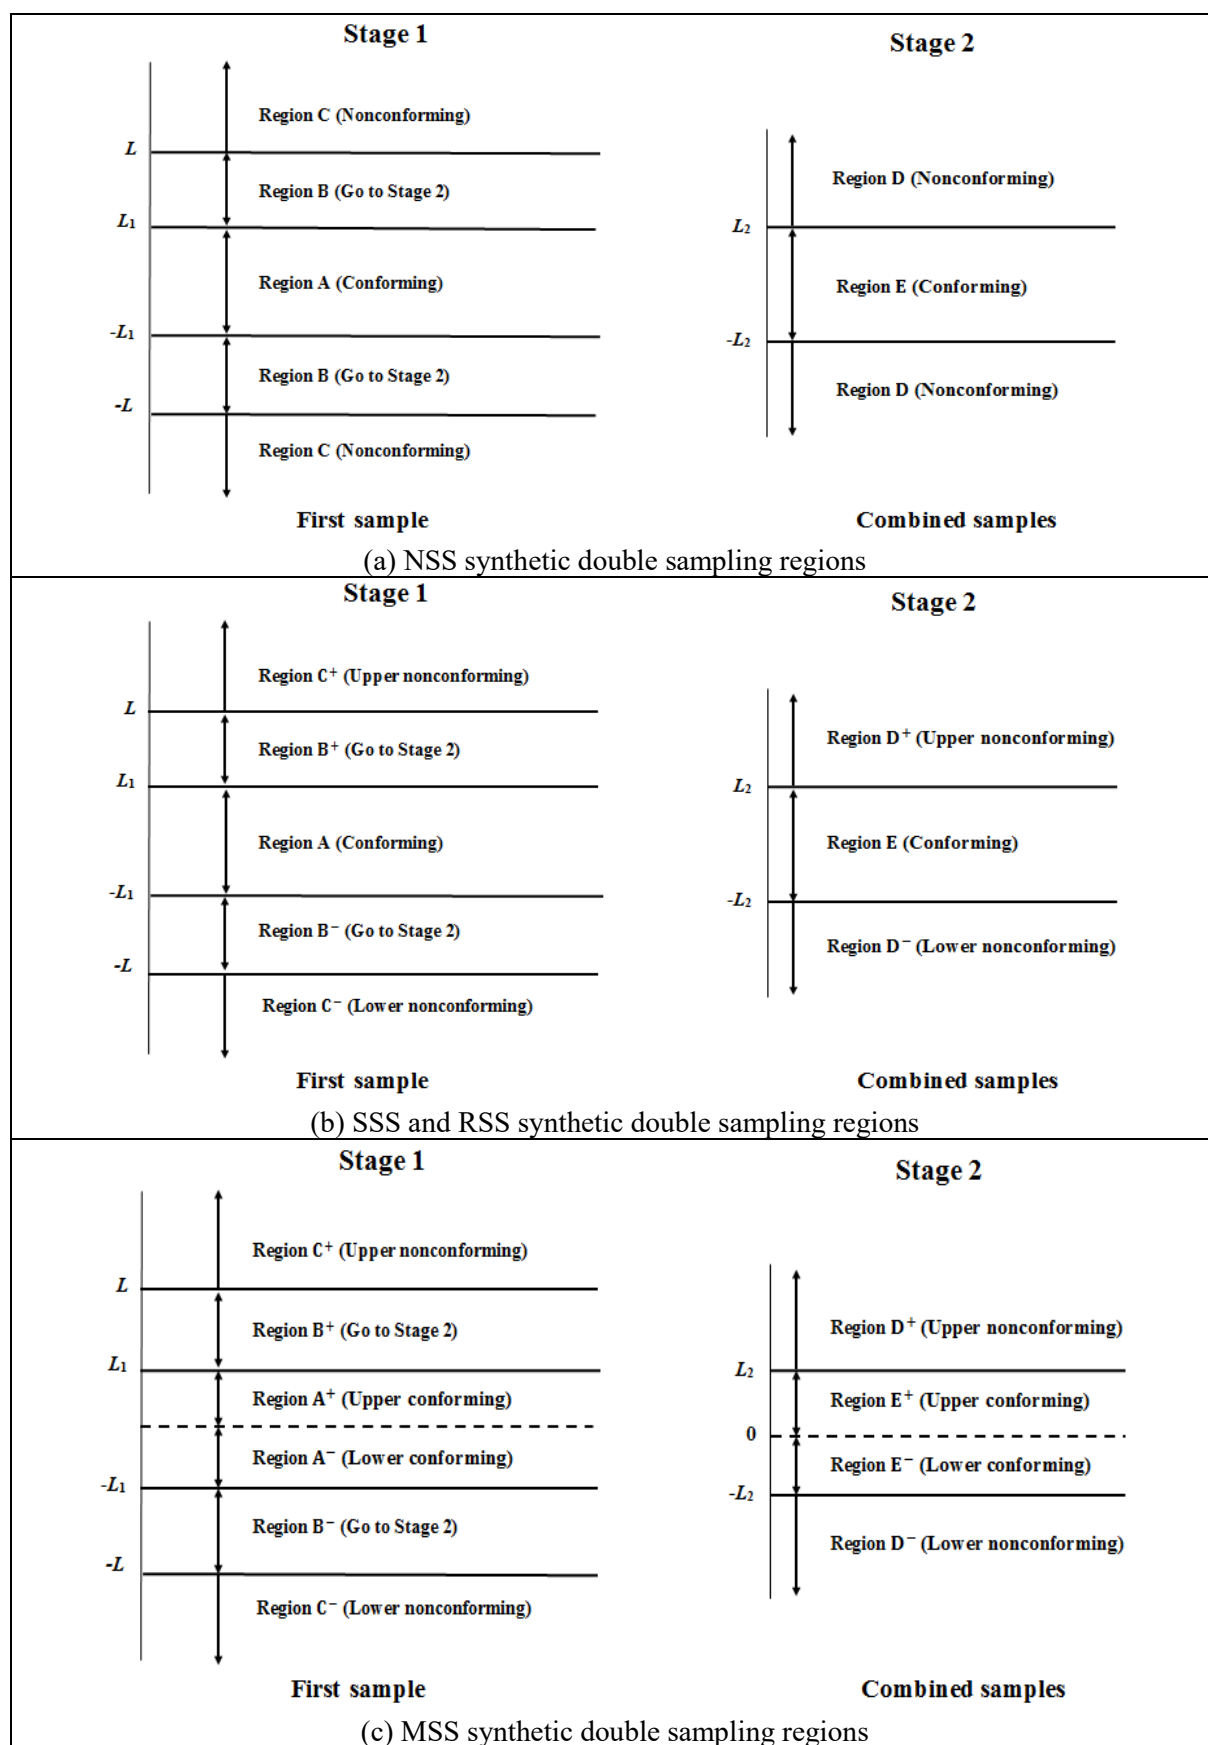 Stage 1
Region C (Nonconforming)
L
Region B (Go to Stage 2)
L₁
Region A (Conforming)
-L₁
Region B (Go to Stage 2)
-L
Region C (Nonconforming)
First sample
Stage 2
Region D (Nonconforming)
L₂
Region E (Conforming)
-L₂
Region D (Nonconforming)
Combined samples
(a) NSS synthetic double sampling regions
Stage 1
Region C⁺ (Upper nonconforming)
L
Region B⁺ (Go to Stage 2)
L₁
Region A (Conforming)
-L₁
Region B⁻ (Go to Stage 2)
-L
Region C⁻ (Lower nonconforming)
First sample
Stage 2
Region D⁺ (Upper nonconforming)
L₂
Region E (Conforming)
-L₂
Region D⁻ (Lower nonconforming)
Combined samples
(b) SSS and RSS synthetic double sampling regions
Stage 1
Region C⁺ (Upper nonconforming)
L
Region B⁺ (Go to Stage 2)
L₁
Region A⁺ (Upper conforming)
Region A⁻ (Lower conforming)
-L₁
Region B⁻ (Go to Stage 2)
-L
Region C⁻ (Lower nonconforming)
First sample
Stage 2
Region D⁺ (Upper nonconforming)
L₂
Region E⁺ (Upper conforming)
0
Region E⁻ (Lower conforming)
-L₂
Region D⁻ (Lower nonconforming)
Combined samples
(c) MSS synthetic double sampling regions